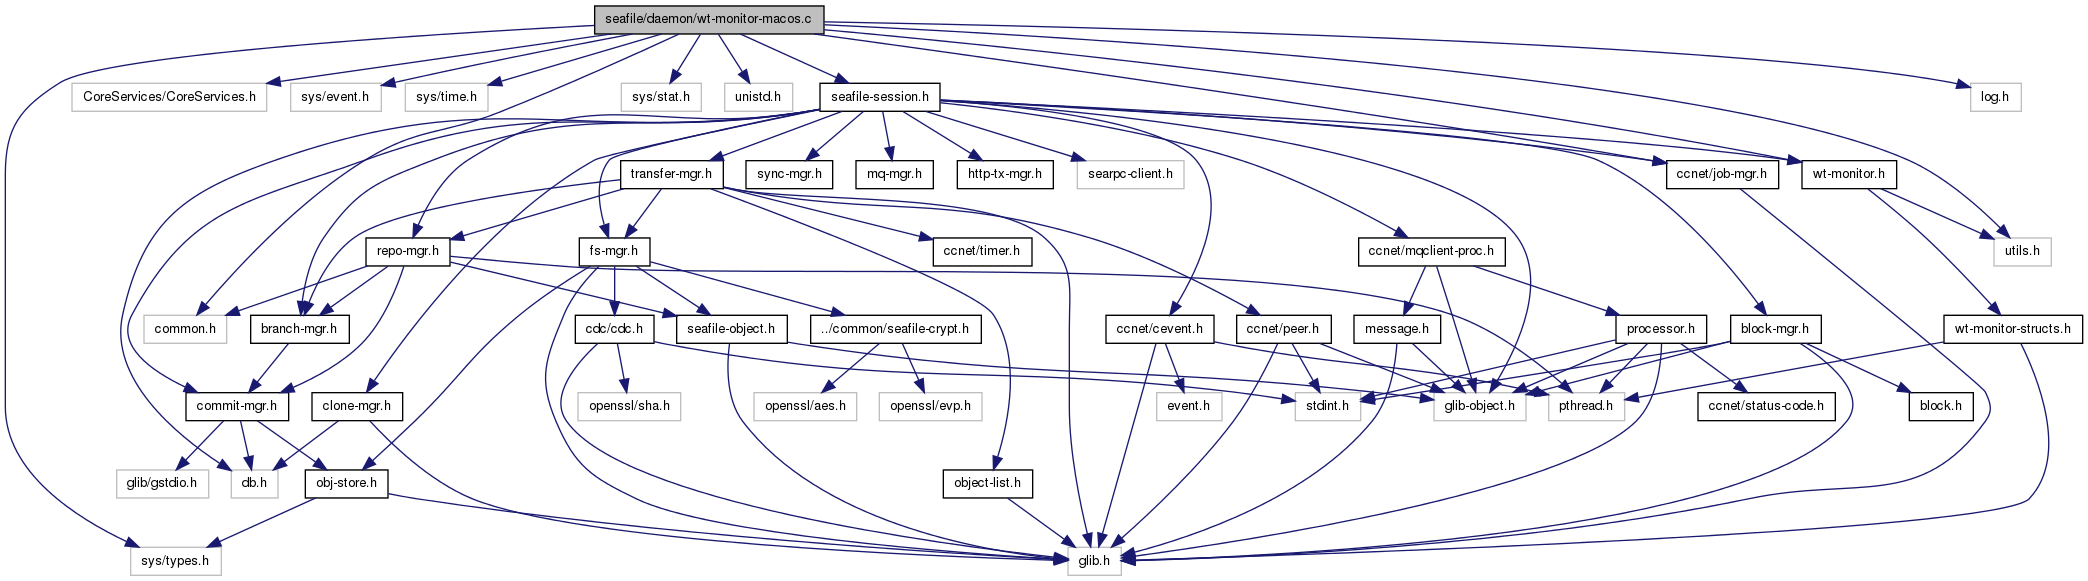 seafile/daemon/wt-monitor-macos.c
CoreServices/CoreServices.h
sys/event.h
sys/time.h
sys/stat.h
unistd.h
seafile-session.h
log.h
transfer-mgr.h
sync-mgr.h
mq-mgr.h
http-tx-mgr.h
searpc-client.h
ccnet/job-mgr.h
wt-monitor.h
repo-mgr.h
fs-mgr.h
ccnet/timer.h
ccnet/mqclient-proc.h
utils.h
common.h
branch-mgr.h
cdc/cdc.h
seafile-object.h
../common/seafile-crypt.h
ccnet/cevent.h
ccnet/peer.h
message.h
processor.h
block-mgr.h
wt-monitor-structs.h
commit-mgr.h
clone-mgr.h
openssl/sha.h
openssl/aes.h
openssl/evp.h
event.h
stdint.h
glib-object.h
pthread.h
ccnet/status-code.h
block.h
glib/gstdio.h
db.h
obj-store.h
object-list.h
sys/types.h
glib.h